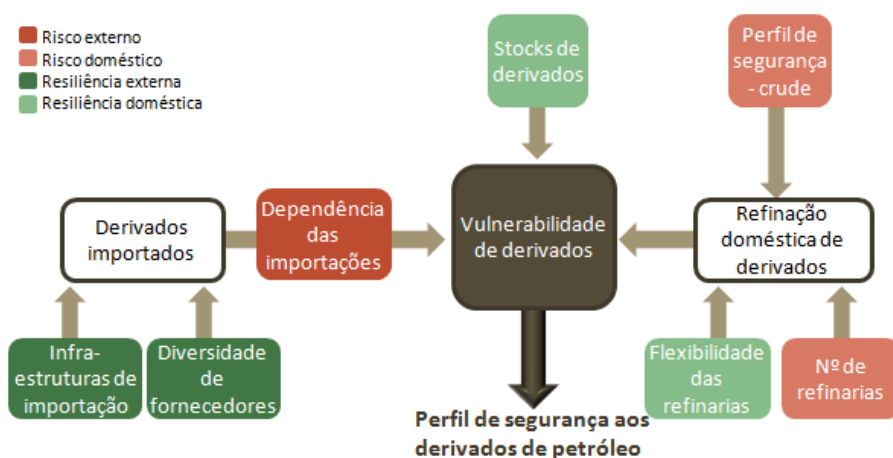 Risco externo
Risco doméstico
Resiliência externa
Resiliência doméstica
Stocks de
derivados
Perfil de
segurança
- crude
Derivados
importados
Dependência
das
importações
Vulnerabilidade
de derivados
Refinação
doméstica de
derivados
Infra-
estruturas de
importação
Diversidade
de
fornecedores
Flexibilidade
das
refinarias
Nº de
refinarias
Perfil de segurança aos
derivados de petróleo